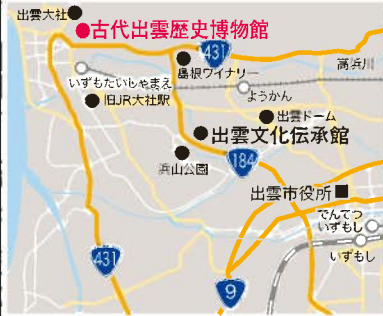 出雲大社
古代出雲歴史博物館
431
高浜川
島根ワイナリー
いずもたいしゃまえ
ようかん
旧JR大社駅
出雲ドーム
出雲文化伝承館
浜山公園
184
出雲市役所
でんてつ
いずもし
いずもし
431
9